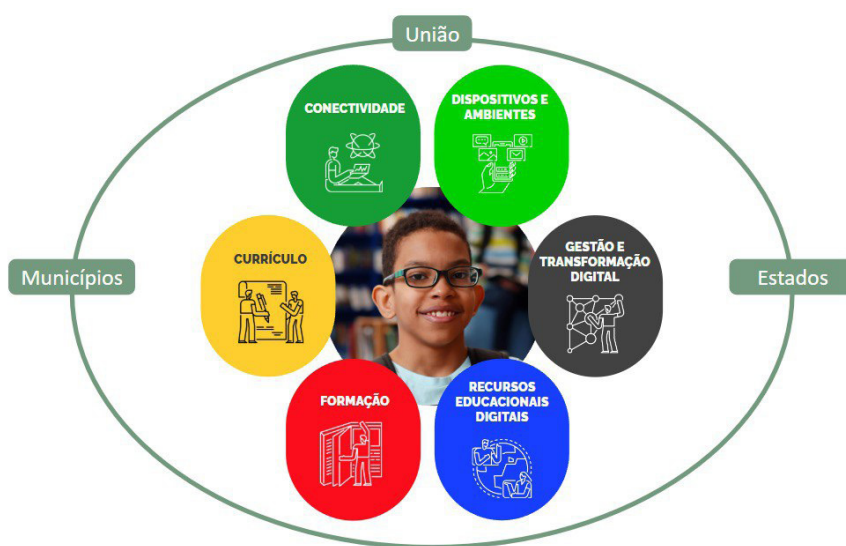 União
CONECTIVIDADE
DISPOSITIVOS E
AMBIENTES
Municípios
CURRÍCULO
GESTÃO E
TRANSFORMAÇÃO
DIGITAL
Estados
FORMAÇÃO
RECURSOS
EDUCACIONAIS
DIGITAIS